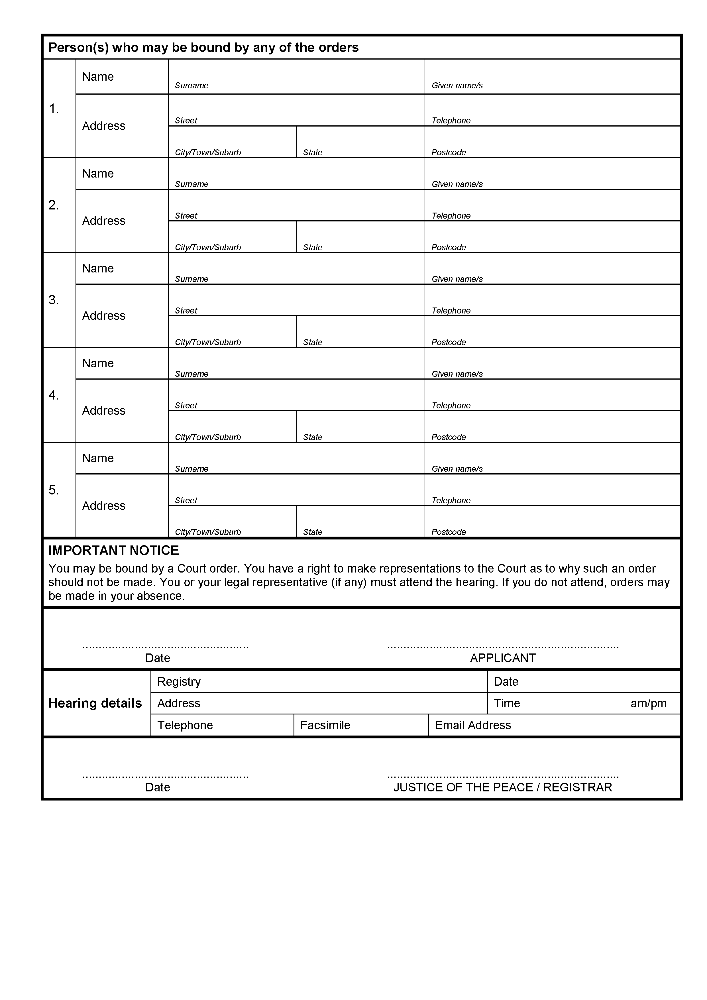 Person(s) who may be bound by any of the orders
1.
Name
Surname
Given name/s
Address
Street
Telephone
City/Town/Suburb
State
Postcode
2.
Name
Surname
Given name/s
Address
Street
Telephone
City/Town/Suburb
State
Postcode
3.
Name
Surname
Given name/s
Address
Street
Telephone
City/Town/Suburb
State
Postcode
4.
Name
Surname
Given name/s
Address
Street
Telephone
City/Town/Suburb
State
Postcode
5.
Name
Surname
Given name/s
Address
Street
Telephone
City/Town/Suburb
State
Postcode
IMPORTANT NOTICE
You may be bound by a Court order. You have a right to make representations to the Court as to why such an order
should not be made. You or your legal representative (if any) must attend the hearing. If you do not attend, orders may
be made in your absence.
Date
APPLICANT
Hearing details
Registry
Date
Address
Time am/pm
Telephone
Facsimile
Email Address
Date
JUSTICE OF THE PEACE / REGISTRAR